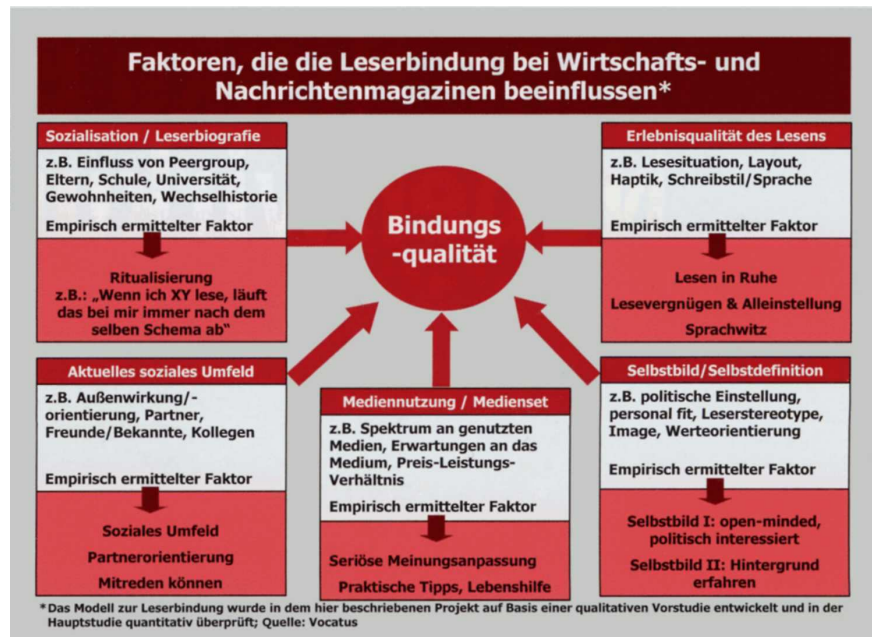 Faktoren, die die Leserbindung bei Wirtschafts- und
Nachrichtenmagazinen beeinflussen*
Sozialisation / Leserbiografie
z.B. Einfluss von Peergroup,
Eltern, Schule, Universität,
Gewohnheiten, Wechselhistorie
Empirisch ermittelter Faktor
Ritualisierung
z.B.: „Wenn ich XY lese, läuft
das bei mir immer nach dem
selben Schema ab“
Bindungs
-qualität
Erlebnisqualität des Lesens
z.B. Lesesituation, Layout,
Haptik, Schreibstil/Sprache
Empirisch ermittelter Faktor
Lesen in Ruhe
Lesevergnügen & Alleinstellung
Sprachwitz
Aktuelles soziales Umfeld
z.B. Außenwirkung/-
orientierung, Partner,
Freunde/Bekannte, Kollegen
Empirisch ermittelter Faktor
Soziales Umfeld
Partnerorientierung
Mitreden können
Mediennutzung / Medienset
z.B. Spektrum an genutzten
Medien, Erwartungen an das
Medium, Preis-Leistungs-
Verhältnis
Empirisch ermittelter Faktor
Seriöse Meinungsanpassung
Praktische Tipps, Lebenshilfe
Selbstbild/Selbstdefinition
z.B. politische Einstellung,
personal fit, Leserstereotype,
Image, Werteorientierung
Empirisch ermittelter Faktor
Selbstbild I: open-minded,
politisch interessiert
Selbstbild II: Hintergrund
erfahren
*Das Modell zur Leserbindung wurde in dem hier beschriebenen Projekt auf Basis einer qualitativen Vorstudie entwickelt und in der
Hauptstudie quantitativ überprüft; Quelle: Vocatus